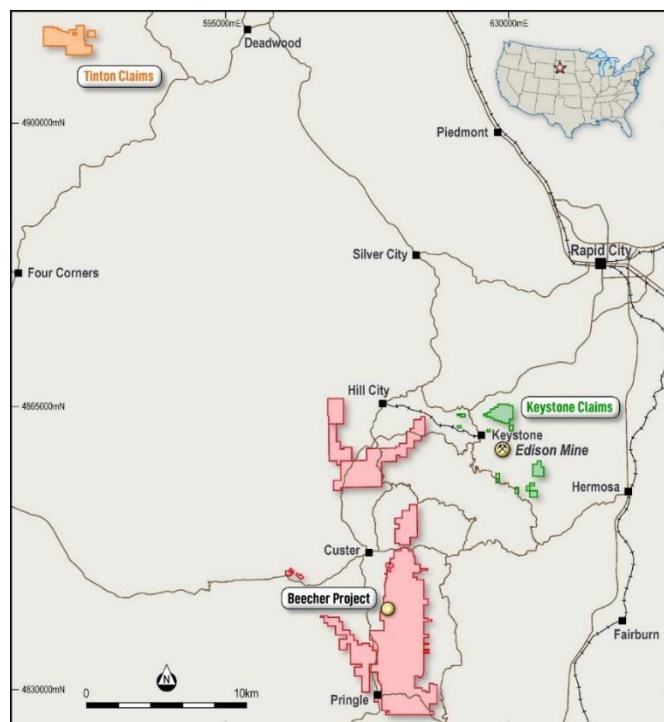 595000mE
630000mE
Deadwood
Tinton Claims
4900000mN
Piedmont
Silver City
Rapid City
Four Corners
4865000mN
Hill City
Keystone Claims
Keystone
Edison Mine
Hermosa
Custer
Beecher Project
Fairburn
N
4830000mN
0 10km
Pringle